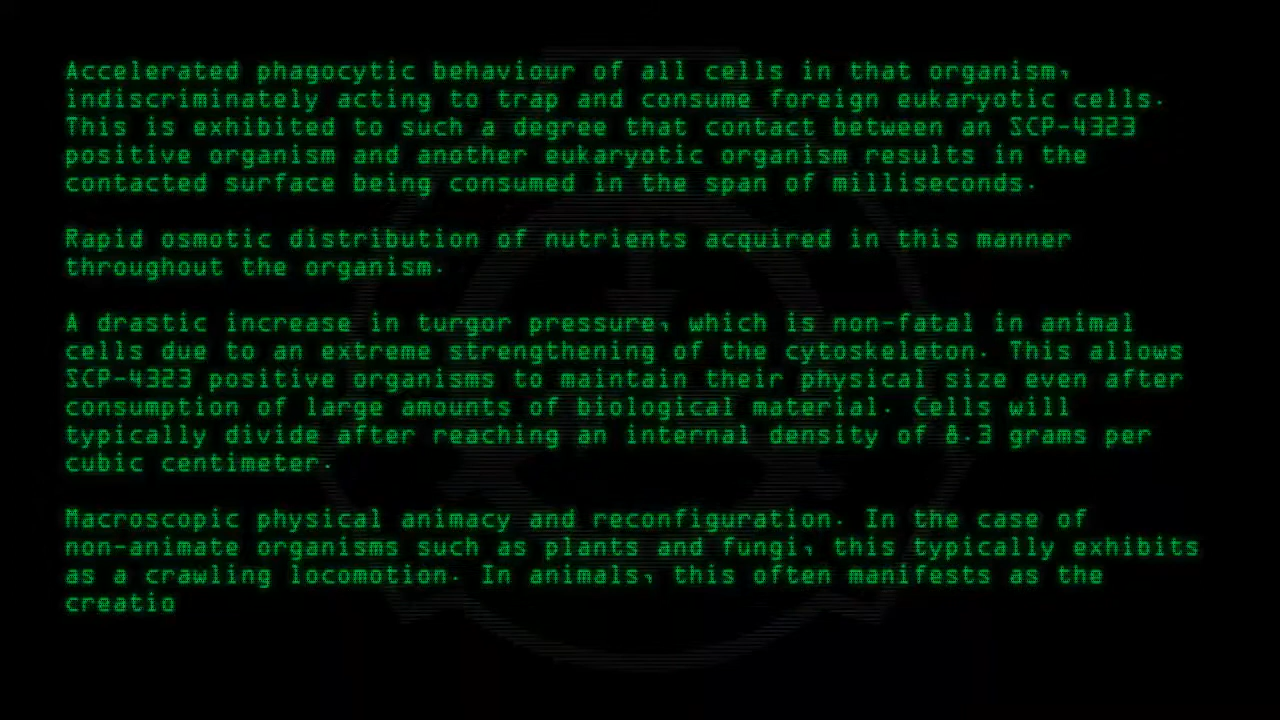 Accelerated phagocytic behaviour of all cells in that organism,
indiscriminately acting to trap and consume foreign eukaryotic cells.
This is exhibited to such a degree that contact between an SCP-4323
positive organism and another eukaryotic organism results in the
contacted surface being consumed in the span of milliseconds.
Rapid osmotic distribution of nutrients acquired in this manner
throughout the organism.
A drastic increase in turgor pressure, which is non-fatal in animal
cells due to an extreme strengthening of the cytoskeleton. This allows
SCP-4323 positive organisms to maintain their physical size even after
consumption of large amounts of biological material. Cells will
typically divide after reaching an internal density of 8.3 grams per
cubic centimeter.
Macroscopic physical animacy and reconfiguration. In the case of
non-animate organisms such as plants and fungi, this typically exhibits
as a crawling locomotion. In animals, this often manifests as the
creatio